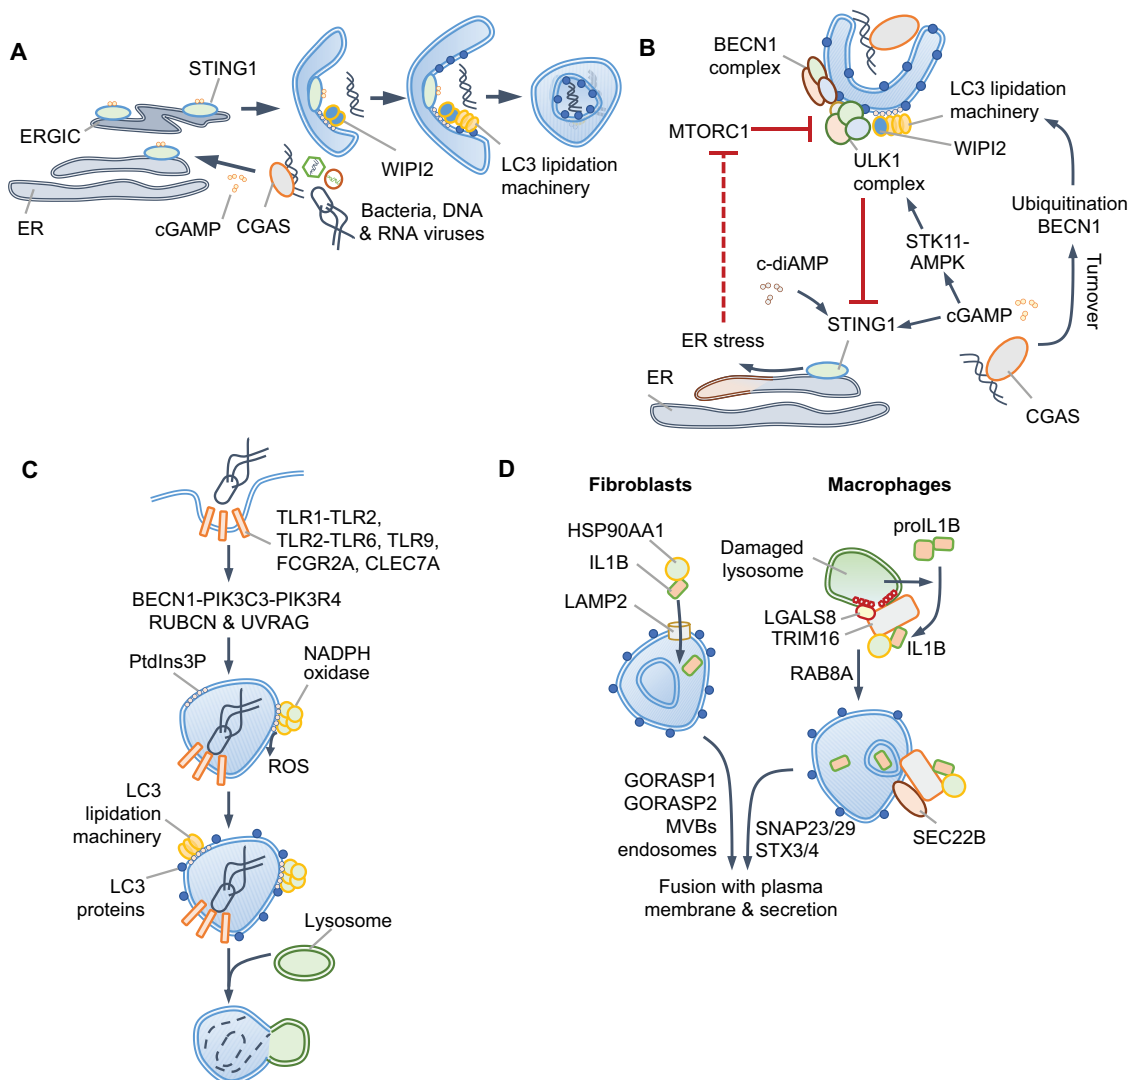 A
STING1
ERGIC
ER
cGAMP
CGAS
Bacteria, DNA
& RNA viruses
WIPI2
LC3 lipidation
machinery
B
BECN1
complex
LC3 lipidation
machinery
MTORC1
WIPI2
ULK1
complex
Ubiquitination
BECN1
STK11-
AMPK
Turnover
c-diAMP
STING1
cGAMP
ER stress
ER
CGAS
C
TLR1-TLR2,
TLR2-TLR6, TLR9,
FCGR2A, CLEC7A
BECN1-PIK3C3-PIK3R4
RUBCN & UVRAG
PtdIns3P
NADPH
oxidase
ROS
LC3
lipidation
machinery
LC3
proteins
Lysosome
D
Fibroblasts
Macrophages
HSP90AA1
IL1B
LAMP2
proIL1B
Damaged
lysosome
LGALS8
TRIM16
IL1B
RAB8A
GORASP1
GORASP2
MVBs
endosomes
SNAP23/29
STX3/4
SEC22B
Fusion with plasma
membrane & secretion